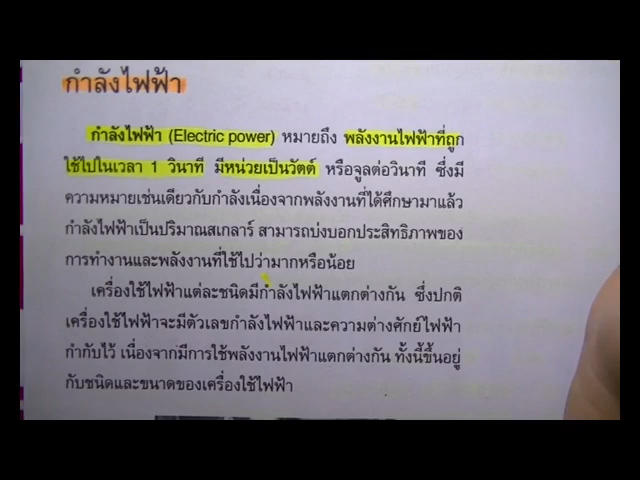 กำลังไฟฟ้า
กำลังไฟฟ้า (Electric power) หมายถึง พลังงานไฟฟ้าที่ถูก
ใช้ไปในเวลา 1 วินาที มีหน่วยเป็นวัตต์ หรือจูลต่อวินาที ซึ่งมี
ความหมายเช่นเดียวกับกำลังเนื่องจากพลังงานที่ได้ศึกษามาแล้ว
กำลังไฟฟ้าเป็นปริมาณสเกลาร์ สามารถบ่งบอกประสิทธิภาพของ
การทำงานและพลังงานที่ใช้ไปว่ามากหรือน้อย
เครื่องใช้ไฟฟ้าแต่ละชนิดมีกำลังไฟฟ้าแตกต่างกัน ซึ่งปกติ
เครื่องใช้ไฟฟ้าจะมีตัวเลขกำลังไฟฟ้าและความต่างศักย์ไฟฟ้า
กำกับไว้ เนื่องจากมีการใช้พลังงานไฟฟ้าแตกต่างกัน ทั้งนี้ขึ้นอยู่
กับชนิดและขนาดของเครื่องใช้ไฟฟ้า